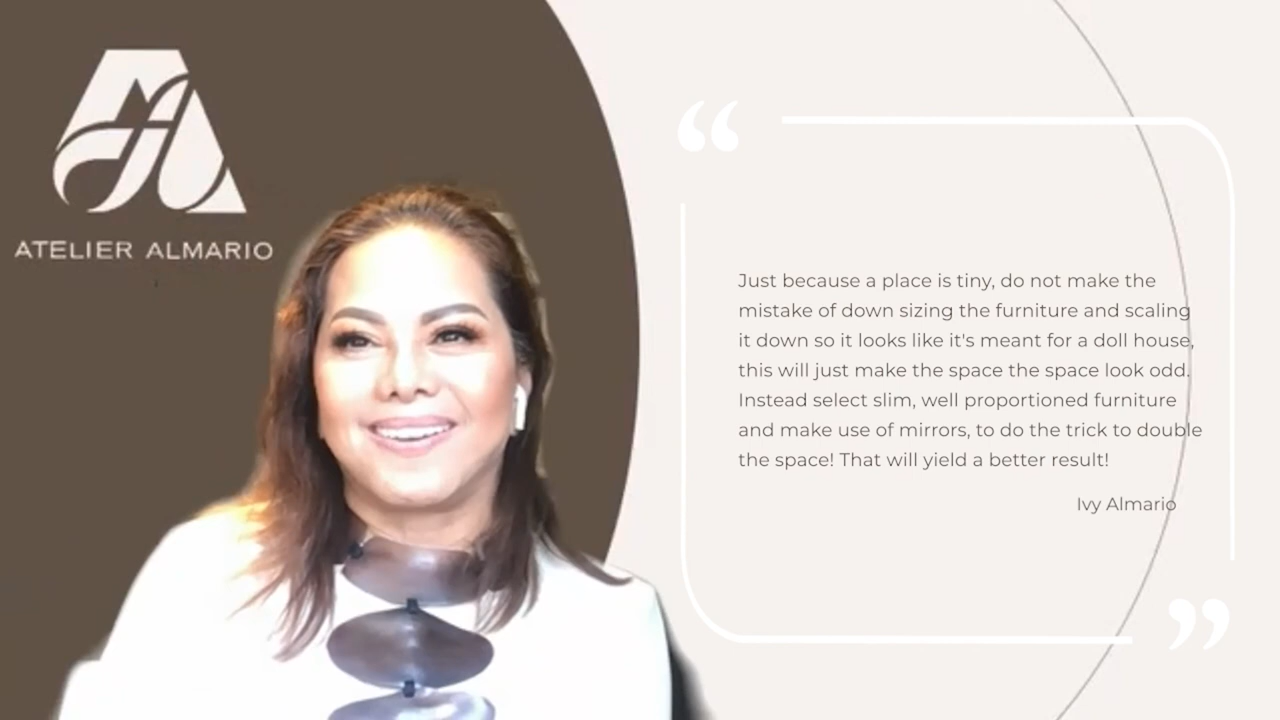 ATELIER ALMARIO
“
Just because a place is tiny, do not make the
mistake of down sizing the furniture and scaling
it down so it looks like it's meant for a doll house,
this will just make the space the space look odd.
Instead select slim, well proportioned furniture
and make use of mirrors, to do the trick to double
the space! That will yield a better result!
Ivy Almario
”